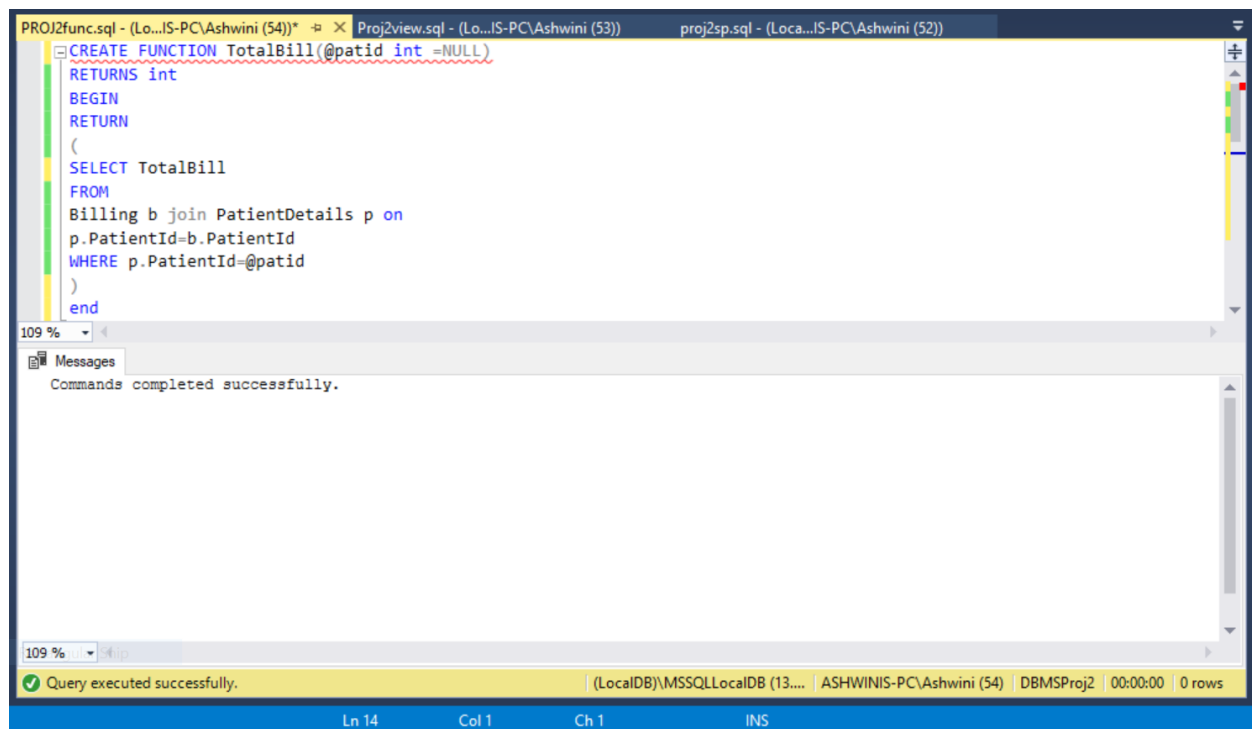 PROJ2func.sql - (Lo...IS-PC\Ashwini (54))* Proj2view.sql - (Lo...IS-PC\Ashwini (53)) proj2sp.sql - (Loca...IS-PC\Ashwini (52))
CREATE FUNCTION TotalBill(@patid int =NULL)
RETURNS int
BEGIN
RETURN
(
SELECT TotalBill
FROM
Billing b join PatientDetails p on
p.PatientId=b.PatientId
WHERE p.PatientId=@patid
)
end
109 %
Messages
Commands completed successfully.
109 %
Query executed successfully. (LocalDB)\MSSQLLocalDB (13.... ASHWINIS-PC\Ashwini (54) DBMSProj2 00:00:00 0 rows
Ln 14 Col 1 Ch 1 INS